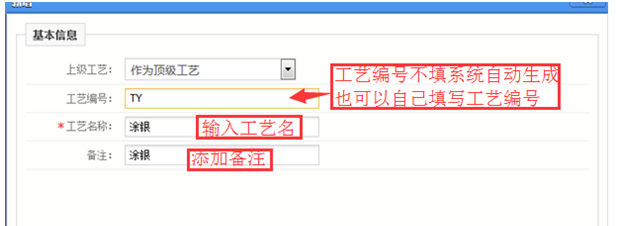 基本信息
上级工艺： 作为顶级工艺
工艺编号： TY
工艺编号不填系统自动生成
也可以自己填写工艺编号
*工艺名称： 涂银 输入工艺名
备注： 涂银 添加备注